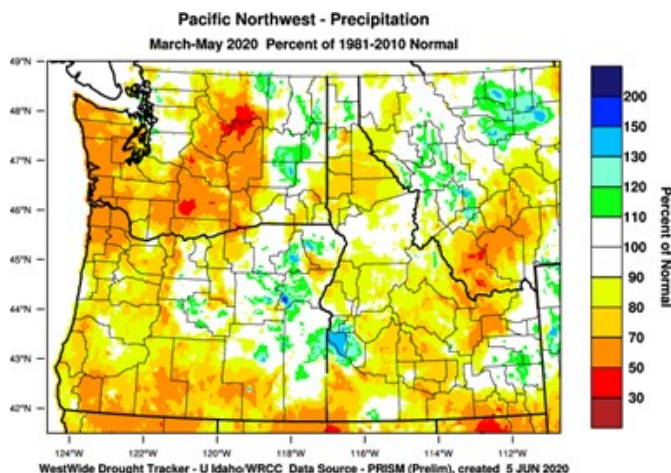 Pacific Northwest - Precipitation
March-May 2020 Percent of 1981-2010 Normal
49°N
48°N
47°N
46°N
45°N
44°N
43°N
42°N
124°W 122°W 120°W 118°W 116°W 114°W 112°W
200
150
130
120
110
100
90
80
70
50
30
Percent of Normal
WestWide Drought Tracker - U Idaho/WRCC Data Source - PRISM (Prelim), created 5 JUN 2020